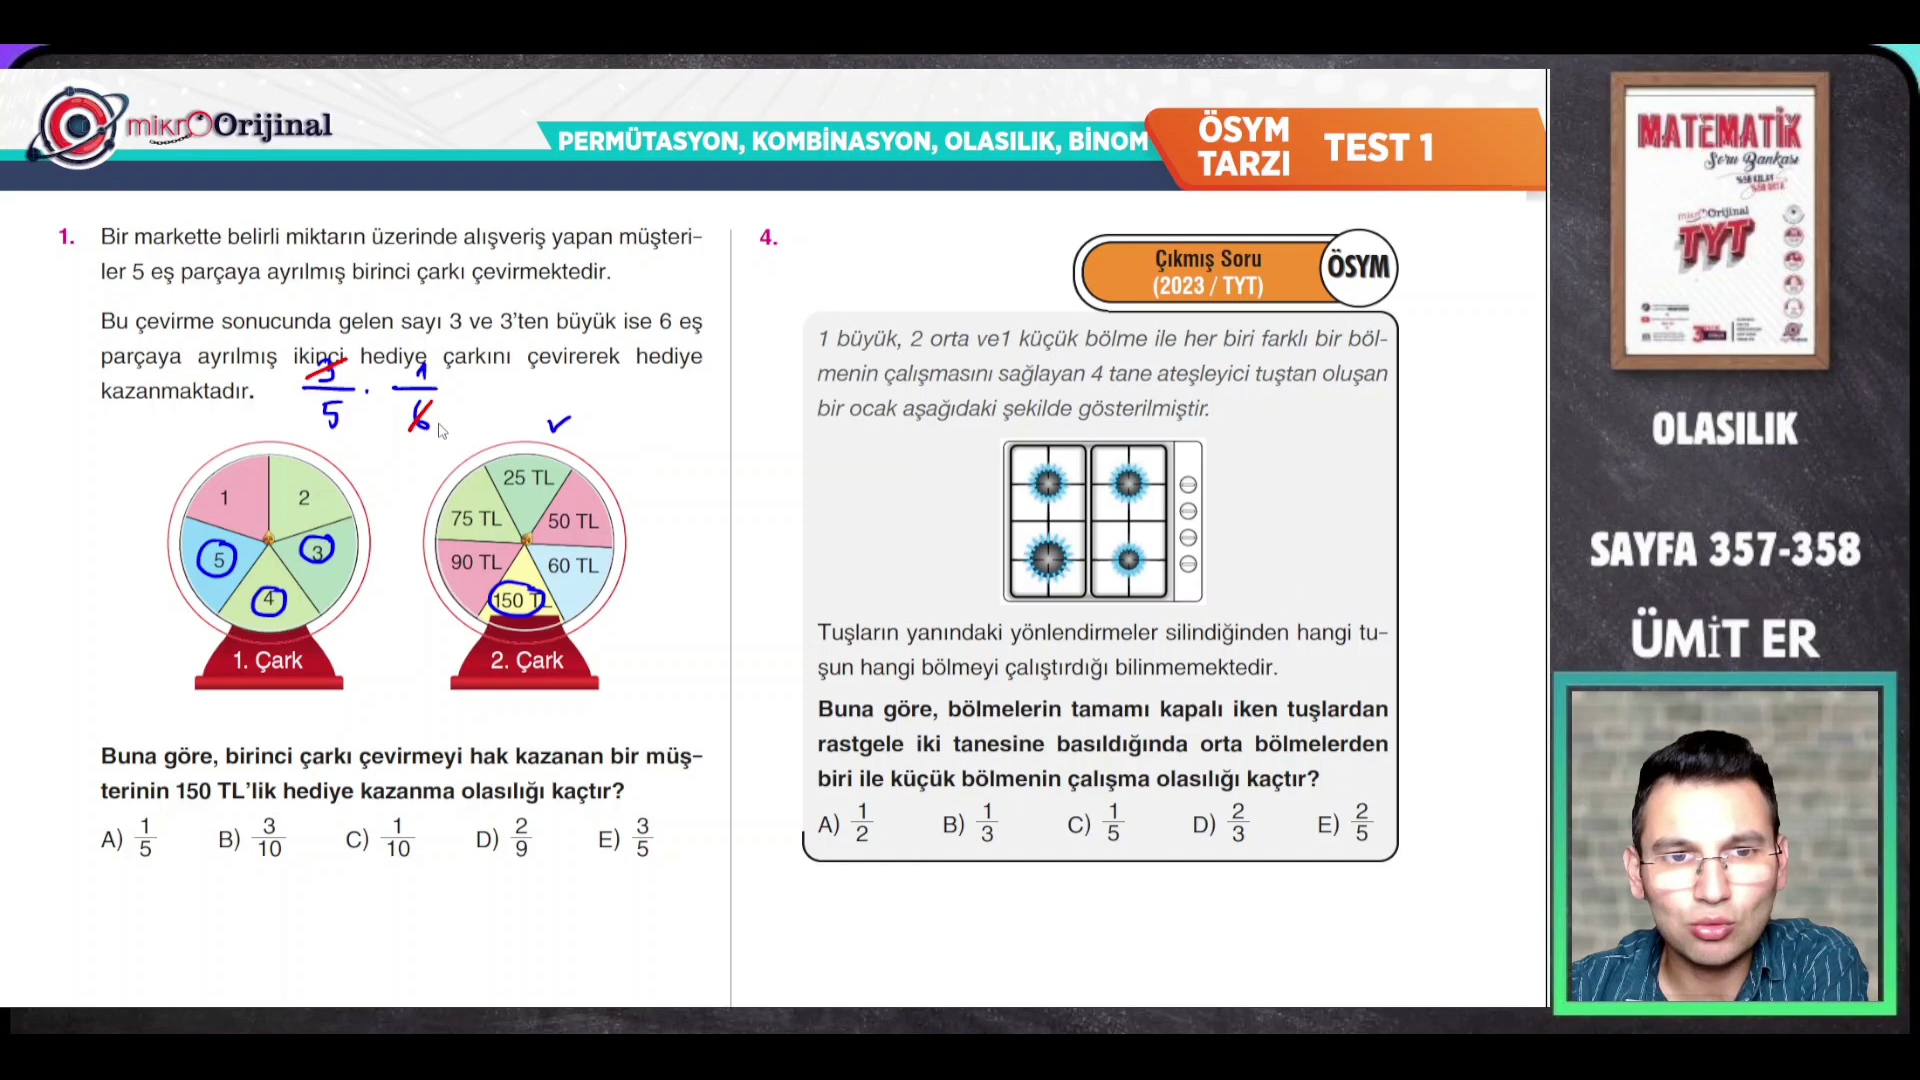 mikrOrijinal
PERMÜTASYON, KOMBİNASYON, OLASILIK, BİNOM
ÖSYM
TARZI
TEST 1
1. Bir markette belirli miktarın üzerinde alışveriş yapan müşteri-
ler 5 eş parçaya ayrılmış birinci çarkı çevirmektedir.
Bu çevirme sonucunda gelen sayı 3 ve 3'ten büyük ise 6 eş
parçaya ayrılmış ikinci hediye çarkını çevirerek hediye
kazanmaktadır.
3/5 . 1/6
1
2
3
4
5
1. Çark
25 TL
50 TL
60 TL
150 TL
90 TL
75 TL
2. Çark
Buna göre, birinci çarkı çevirmeyi hak kazanan bir müş-
terinin 150 TL'lik hediye kazanma olasılığı kaçtır?
A) 1/5 B) 3/10 C) 1/10 D) 2/9 E) 3/5
4.
Çıkmış Soru
(2023 / TYT)
ÖSYM
1 büyük, 2 orta ve1 küçük bölme ile her biri farklı bir böl-
menin çalışmasını sağlayan 4 tane ateşleyici tuştan oluşan
bir ocak aşağıdaki şekilde gösterilmiştir.
Tuşların yanındaki yönlendirmeler silindiğinden hangi tu-
şun hangi bölmeyi çalıştırdığı bilinmemektedir.
Buna göre, bölmelerin tamamı kapalı iken tuşlardan
rastgele iki tanesine basıldığında orta bölmelerden
biri ile küçük bölmenin çalışma olasılığı kaçtır?
A) 1/2 B) 1/3 C) 1/5 D) 2/3 E) 2/5
MATEMATİK
Soru Bankası
mikrOrijinal
TYT
OLASILIK
SAYFA 357-358
ÜMİT ER